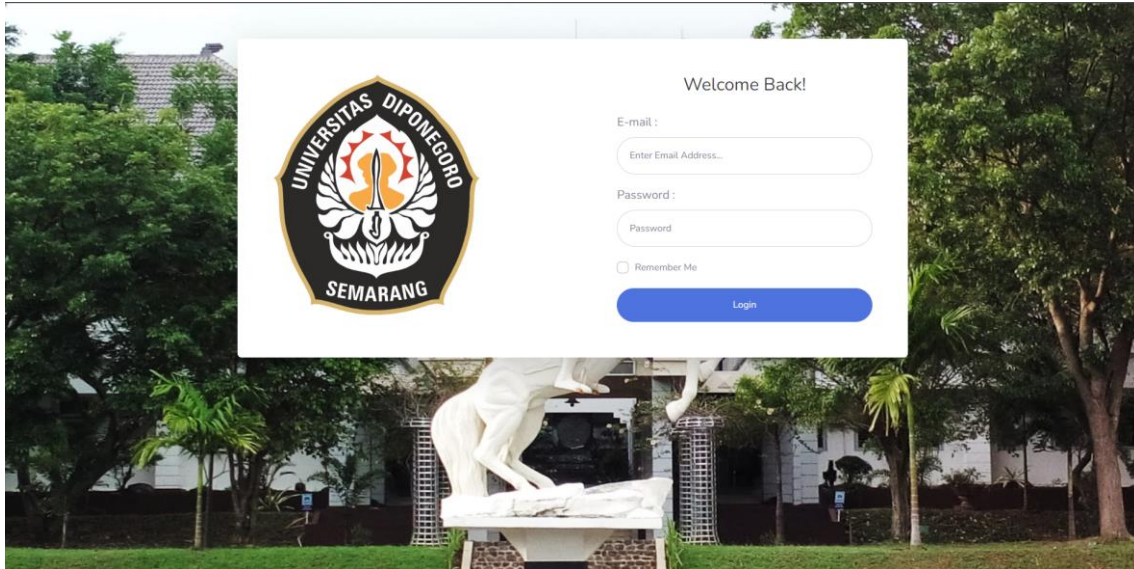 UNIVERSITAS DIPONEGORO
SEMARANG
Welcome Back!
E-mail :
Enter Email Address...
Password :
Password
Remember Me
Login